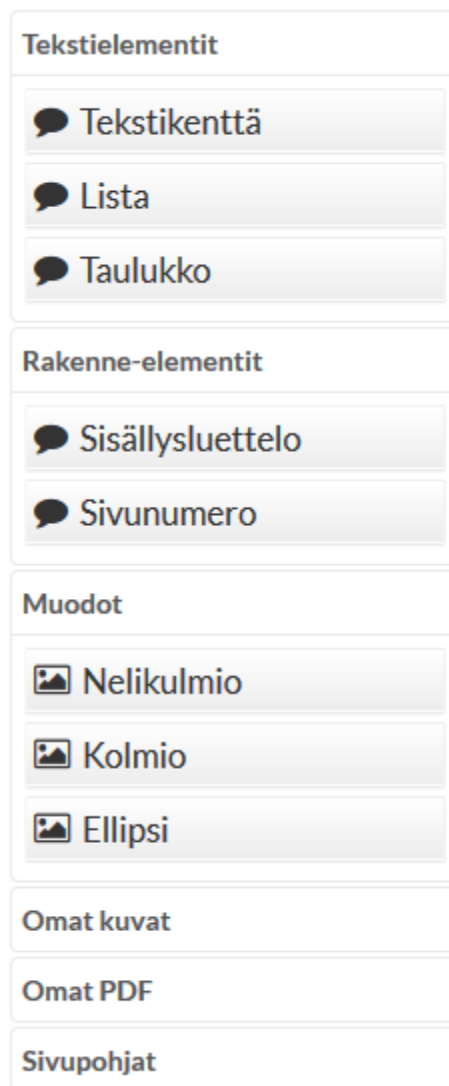 Tekstielementit
Tekstikenttä
Lista
Taulukko
Rakenne-elementit
Sisällysluettelo
Sivunumero
Muodot
Nelikulmio
Kolmio
Ellipsi
Omat kuvat
Omat PDF
Sivupohjat